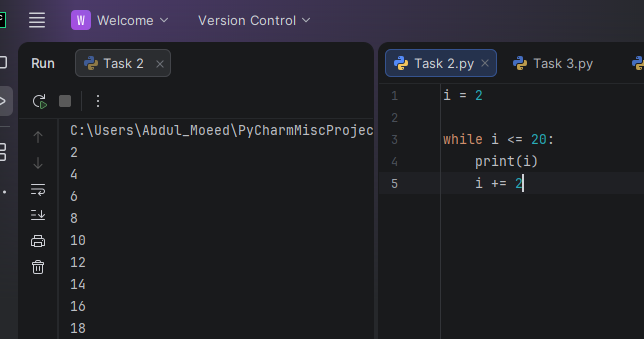 W Welcome Version Control
Run Task 2
C:\Users\Abdul_Moeed\PyCharmMiscProjec
2
4
6
8
10
12
14
16
18
Task 2.py Task 3.py
1 i = 2
2
3 while i <= 20:
4     print(i)
5     i += 2